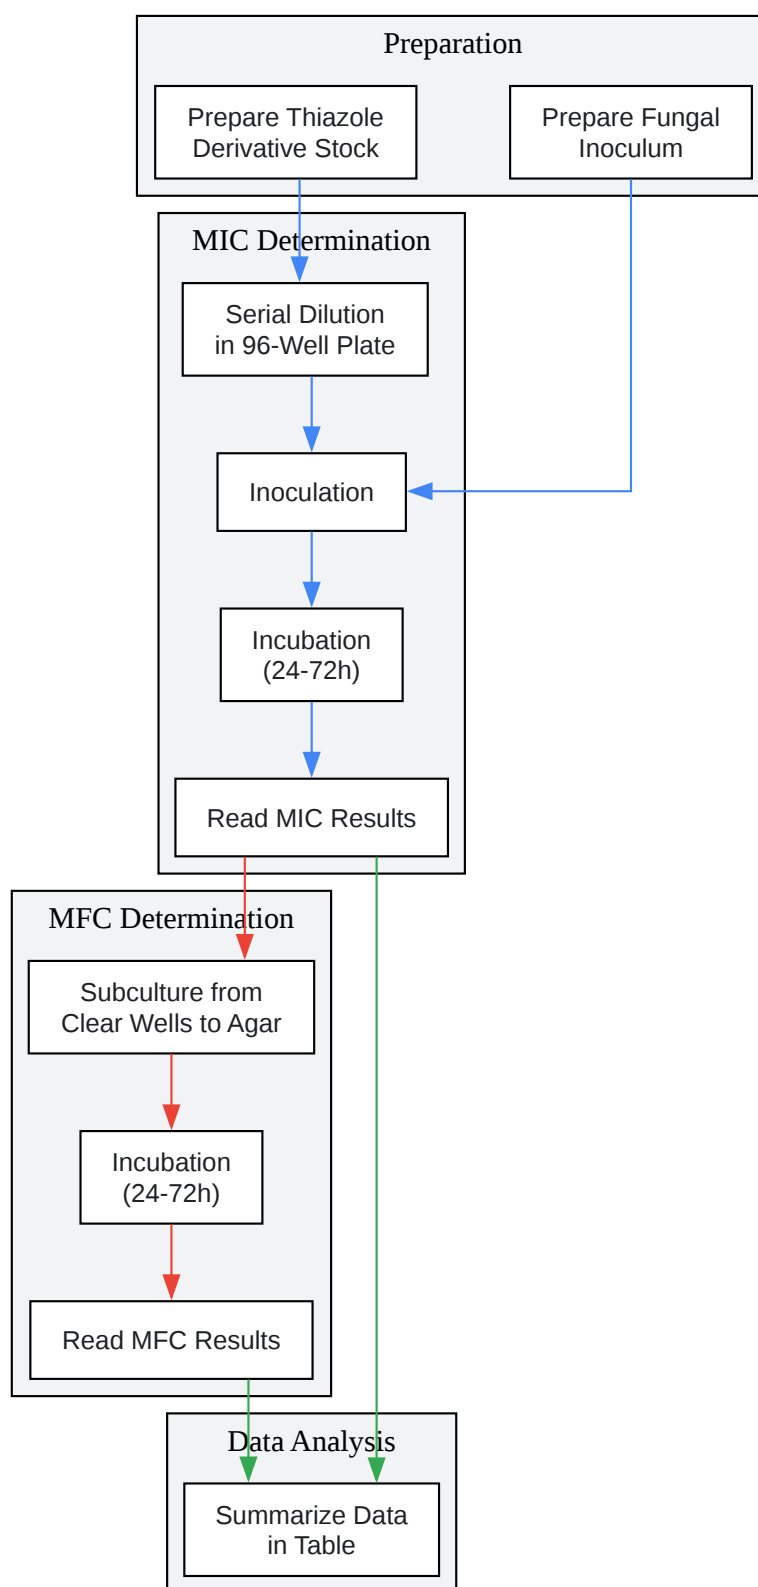 Preparation
Prepare Thiazole
Derivative Stock
Prepare Fungal
Inoculum
MIC Determination
Serial Dilution
in 96-Well Plate
Inoculation
Incubation
(24-72h)
Read MIC Results
MFC Determination
Subculture from
Clear Wells to Agar
Incubation
(24-72h)
Read MFC Results
Data Analysis
Summarize Data
in Table